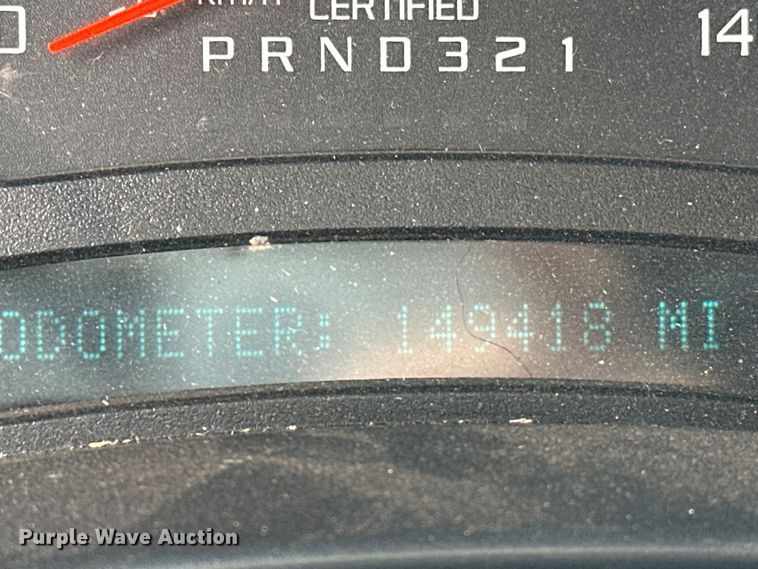 CERTIFIED
PRND321
14
ODOMETER: 149418 MI
Purple Wave Auction